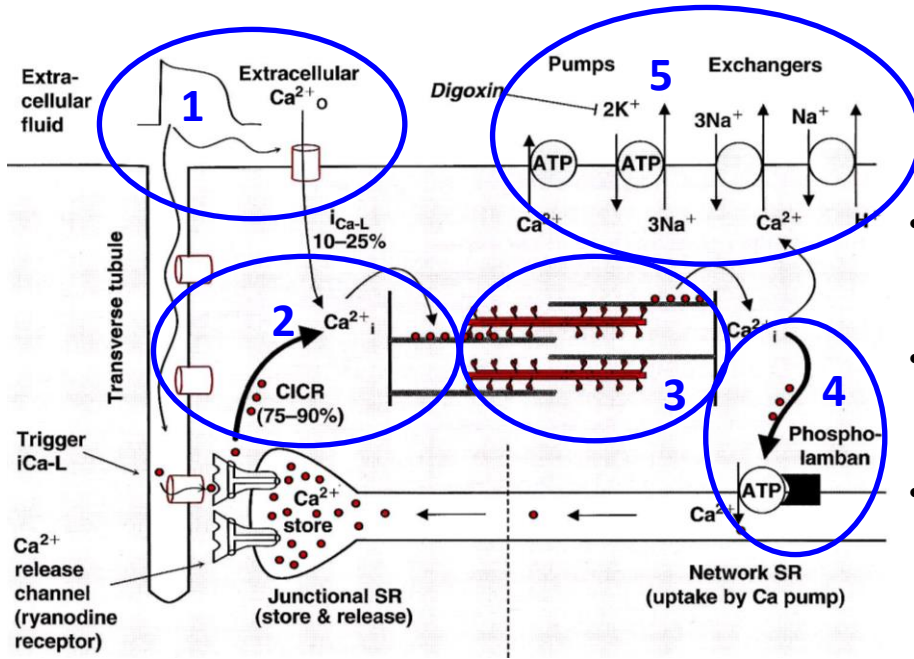 Extra-
cellular
fluid
1
Extracellular
Ca²⁺O
Pumps
5
Exchangers
Digoxin
2K⁺
3Na⁺
Na⁺
ATP
ATP
Ca²⁺
3Na⁺
Ca²⁺
H⁺
iCa-L
10–25%
Transverse tubule
2
Ca²⁺i
CICR
(75–90%)
3
Ca²⁺i
4
Phospho-
lamban
ATP
Ca²⁺
Trigger
iCa-L
Ca²⁺
store
Ca²⁺
release
channel
(ryanodine
receptor)
Junctional SR
(store & release)
Network SR
(uptake by Ca pump)